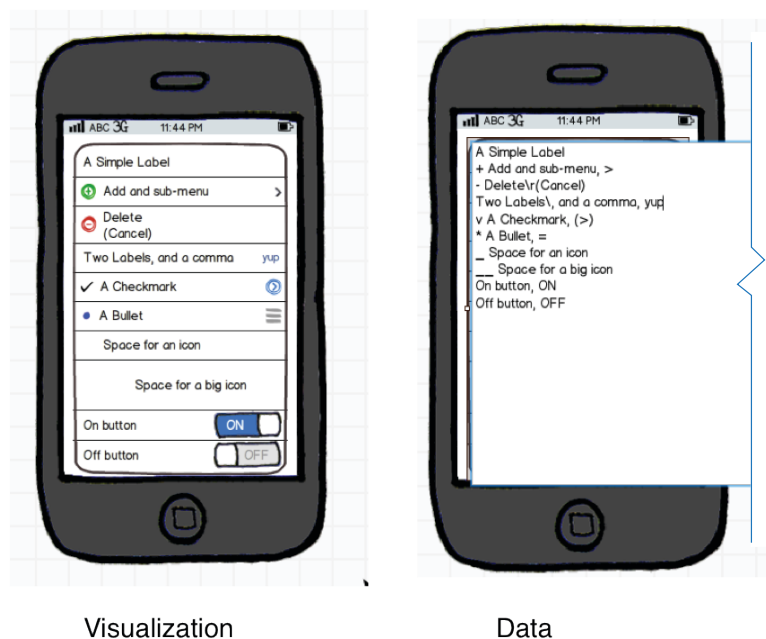 ABC 3G 11:44 PM
A Simple Label
Add and sub-menu >
Delete
(Cancel)
Two Labels, and a comma yup
✓ A Checkmark
• A Bullet
Space for an icon
Space for a big icon
On button ON
Off button OFF
Visualization
ABC 3G 11:44 PM
A Simple Label
+ Add and sub-menu, >
- Delete\r(Cancel)
Two Labels\, and a comma, yup
v A Checkmark, (>)
* A Bullet, =
_ Space for an icon
__ Space for a big icon
On button, ON
Off button, OFF
Data